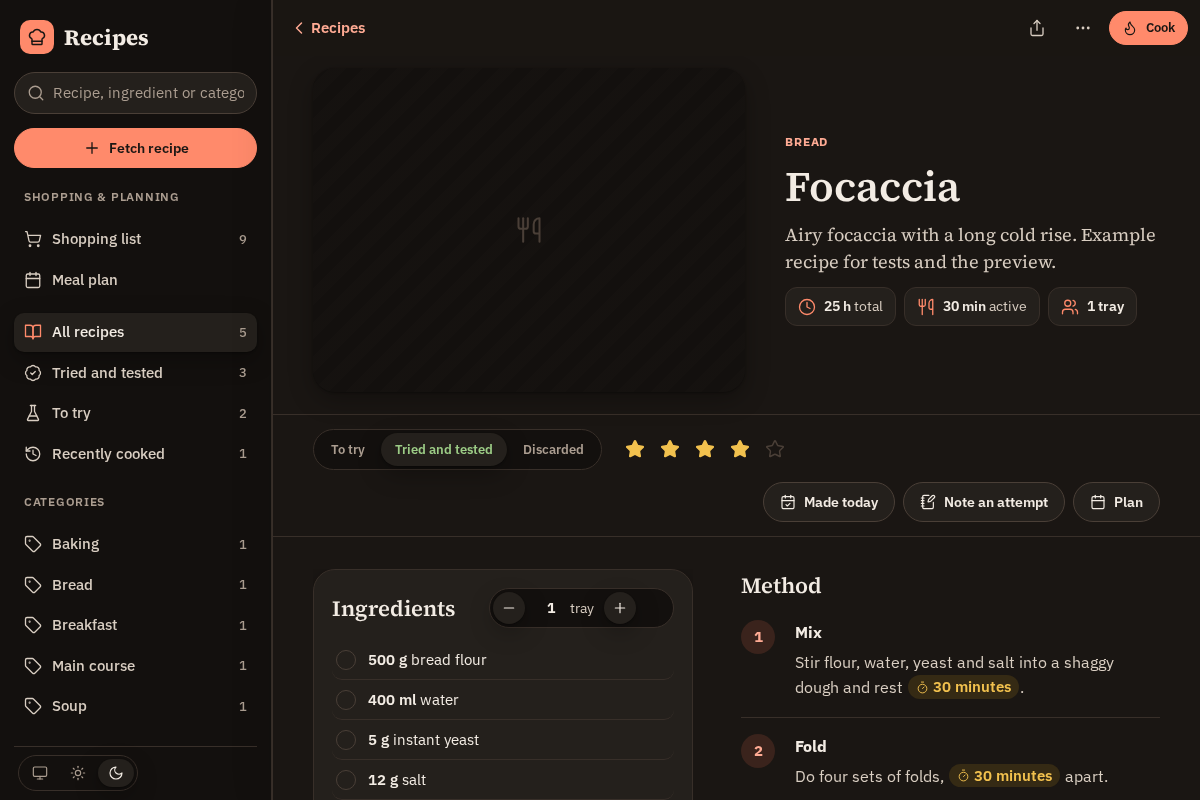 Recipes
Recipe, ingredient or catego
Fetch recipe
SHOPPING & PLANNING
Shopping list 9
Meal plan
All recipes 5
Tried and tested 3
To try 2
Recently cooked 1
CATEGORIES
Baking 1
Bread 1
Breakfast 1
Main course 1
Soup 1
Recipes
Cook
BREAD
Focaccia
Airy focaccia with a long cold rise. Example
recipe for tests and the preview.
25 h total 30 min active 1 tray
To try Tried and tested Discarded
Made today Note an attempt Plan
Ingredients 1 tray
500 g bread flour
400 ml water
5 g instant yeast
12 g salt
Method
1 Mix
Stir flour, water, yeast and salt into a shaggy
dough and rest 30 minutes.
2 Fold
Do four sets of folds, 30 minutes apart.